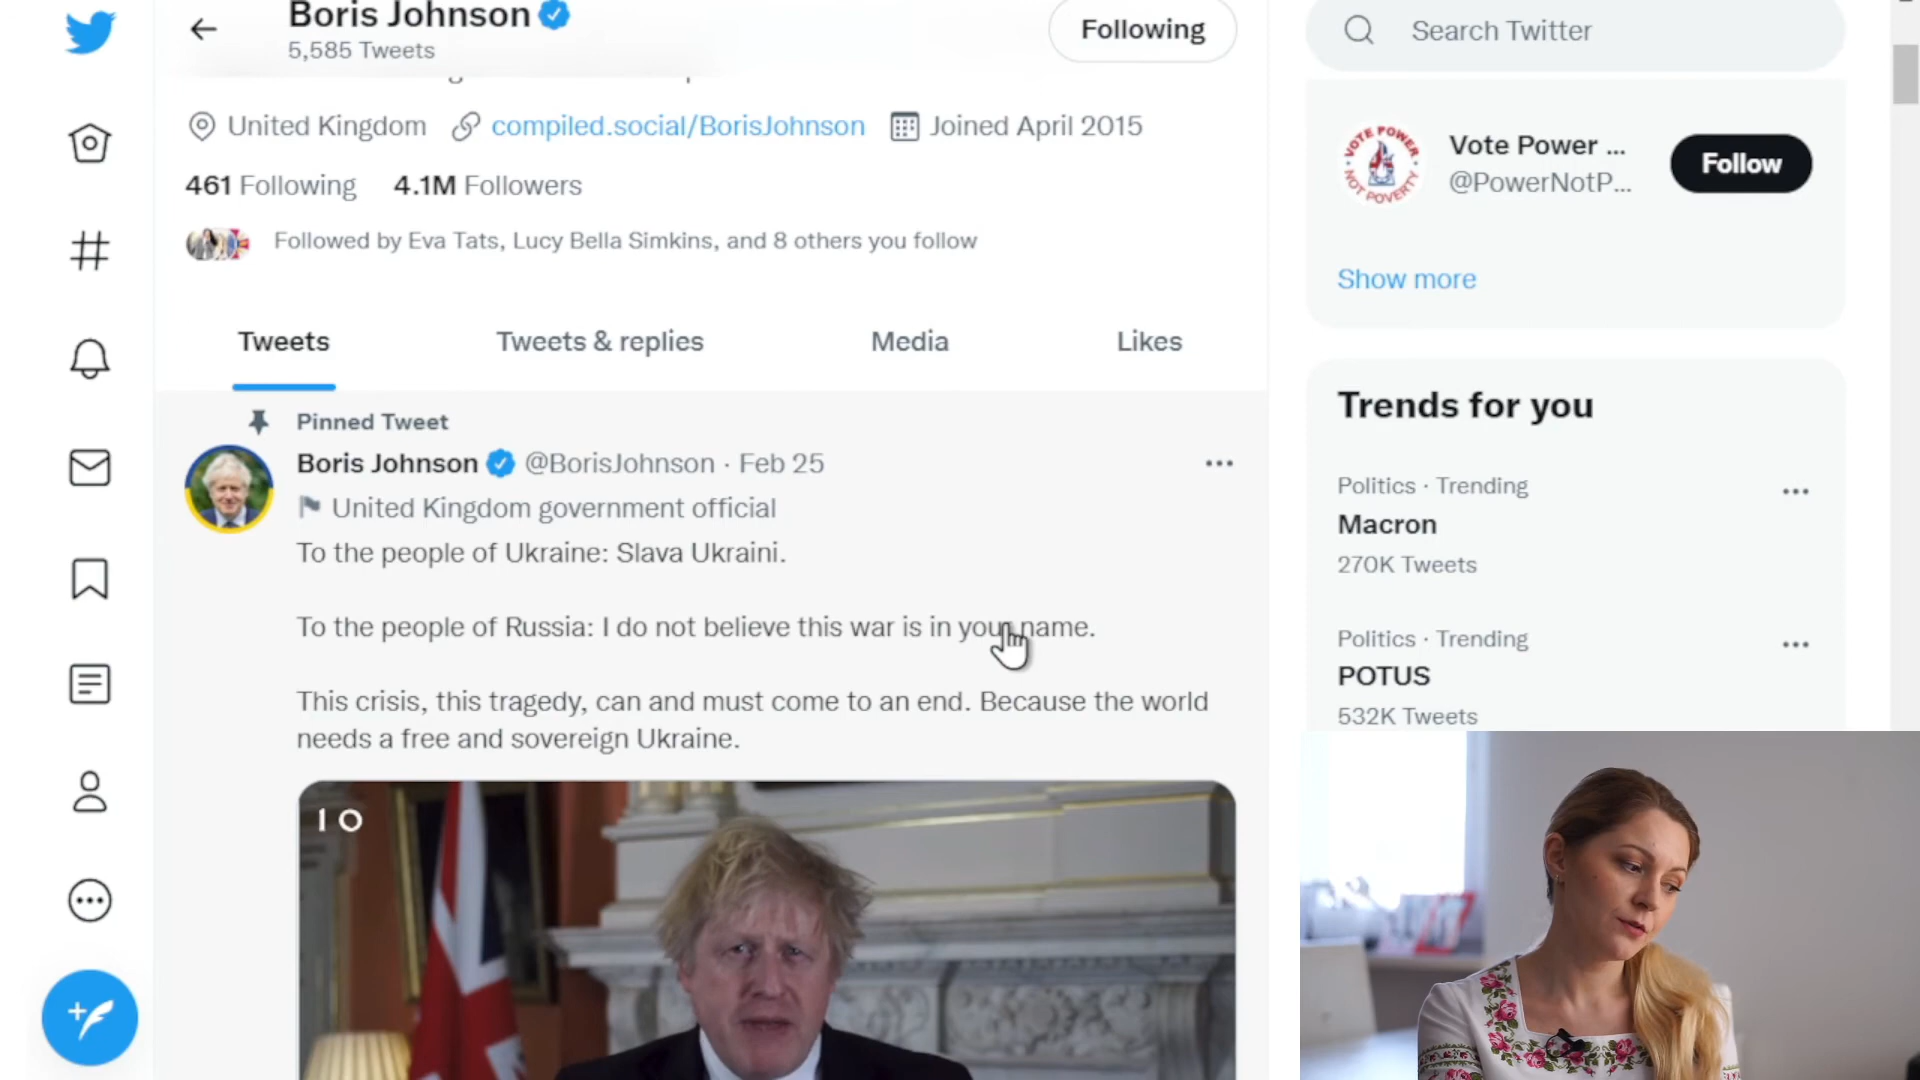 Boris Johnson
5,585 Tweets
Following
Search Twitter
United Kingdom compiled.social/BorisJohnson Joined April 2015
461 Following 4.1M Followers
Followed by Eva Tats, Lucy Bella Simkins, and 8 others you follow
VOTE POWER
NOT POVERTY
Vote Power ...
@PowerNotP...
Follow
Show more
Tweets Tweets & replies Media Likes
Pinned Tweet
Boris Johnson @BorisJohnson · Feb 25
United Kingdom government official
To the people of Ukraine: Slava Ukraini.
To the people of Russia: I do not believe this war is in your name.
This crisis, this tragedy, can and must come to an end. Because the world
needs a free and sovereign Ukraine.
10
Trends for you
Politics · Trending
Macron
270K Tweets
Politics · Trending
POTUS
532K Tweets